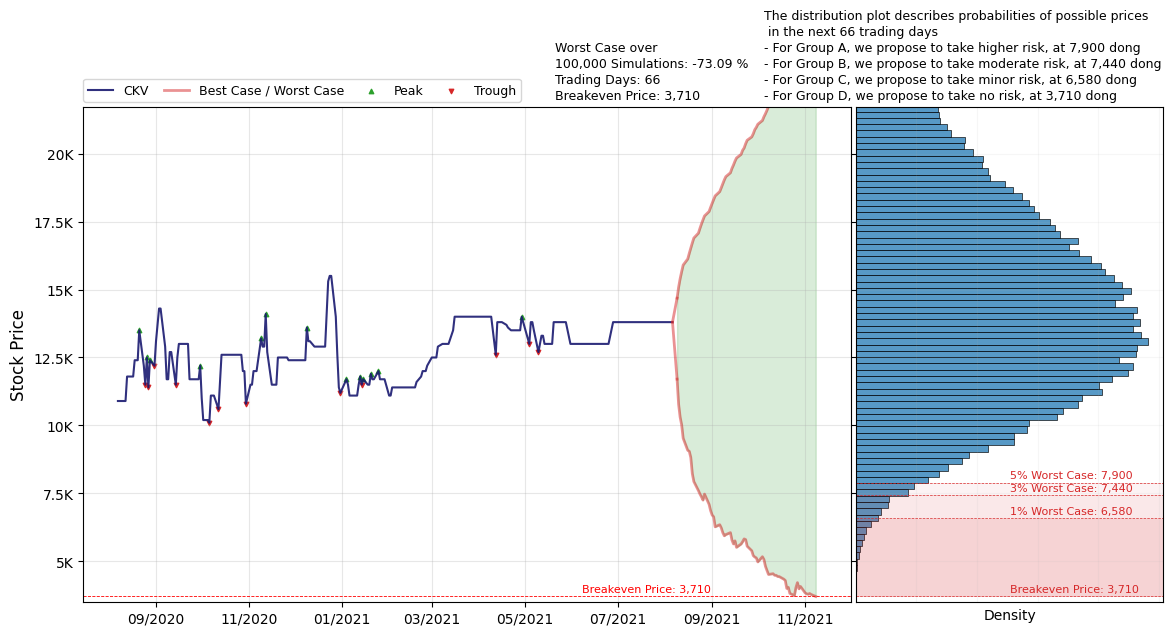 The distribution plot describes probabilities of possible prices
in the next 66 trading days
- For Group A, we propose to take higher risk, at 7,900 dong
- For Group B, we propose to take moderate risk, at 7,440 dong
- For Group C, we propose to take minor risk, at 6,580 dong
- For Group D, we propose to take no risk, at 3,710 dong
Worst Case over
100,000 Simulations: -73.09 %
Trading Days: 66
Breakeven Price: 3,710
CKV
Best Case / Worst Case
Peak
Trough
Stock Price
20K
17.5K
15K
12.5K
10K
7.5K
5K
Breakeven Price: 3,710
09/2020
11/2020
01/2021
03/2021
05/2021
07/2021
09/2021
11/2021
5% Worst Case: 7,900
3% Worst Case: 7,440
1% Worst Case: 6,580
Breakeven Price: 3,710
Density